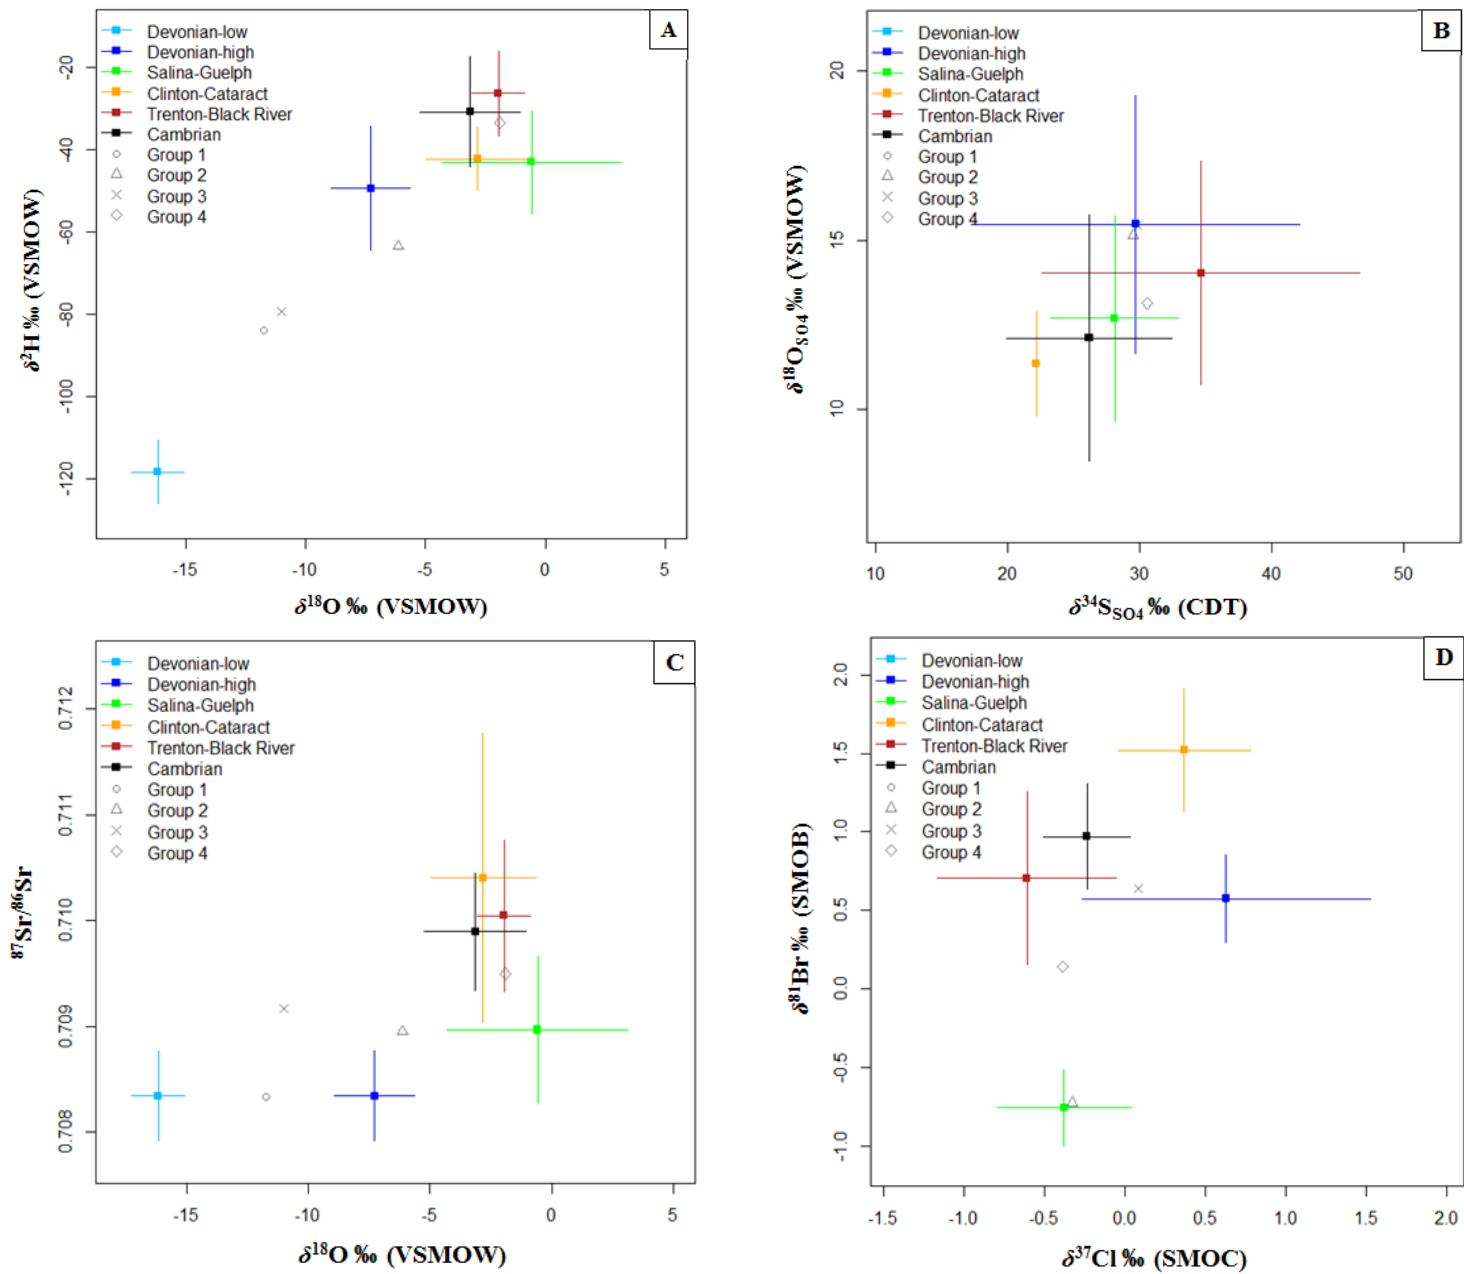 A
Devonian-low
Devonian-high
Salina-Guelph
Clinton-Cataract
Trenton-Black River
Cambrian
Group 1
Group 2
Group 3
Group 4
-20
-40
-60
-80
-100
-120
δ²H ‰ (VSMOW)
-15 -10 -5 0 5
δ¹⁸O ‰ (VSMOW)
B
Devonian-low
Devonian-high
Salina-Guelph
Clinton-Cataract
Trenton-Black River
Cambrian
Group 1
Group 2
Group 3
Group 4
20
15
10
δ¹⁸O_SO4 ‰ (VSMOW)
10 20 30 40 50
δ³⁴S_SO4 ‰ (CDT)
C
Devonian-low
Devonian-high
Salina-Guelph
Clinton-Cataract
Trenton-Black River
Cambrian
Group 1
Group 2
Group 3
Group 4
0.712
0.711
0.710
0.709
0.708
⁸⁷Sr/⁸⁶Sr
-15 -10 -5 0 5
δ¹⁸O ‰ (VSMOW)
D
Devonian-low
Devonian-high
Salina-Guelph
Clinton-Cataract
Trenton-Black River
Cambrian
Group 1
Group 2
Group 3
Group 4
2.0
1.5
1.0
0.5
0.0
-0.5
-1.0
δ⁸¹Br ‰ (SMOB)
-1.5 -1.0 -0.5 0.0 0.5 1.0 1.5 2.0
δ³⁷Cl ‰ (SMOC)